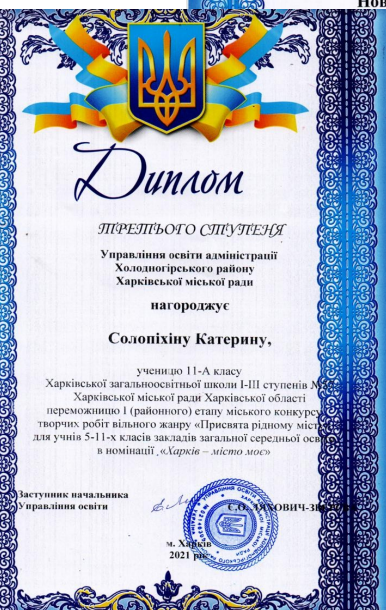 Нов
Диплом
ТРЕТЬОГО СТУПЕНЯ
Управління освіти адміністрації
Холодногірського району
Харківської міської ради
нагороджує
Солопіхіну Катерину,
ученицю 11-А класу
Харківської загальноосвітньої школи І-ІІІ ступенів
Харківської міської ради Харківської області
переможницю І (районного) етапу міського конкурсу
творчих робіт вільного жанру «Присвята рідному місту»
для учнів 5-11-х класів закладів загальної середньої освіти
в номінації «Харків – місто моє»
Заступник начальника
Управління освіти
С.О.
м. Харків
2021 рік